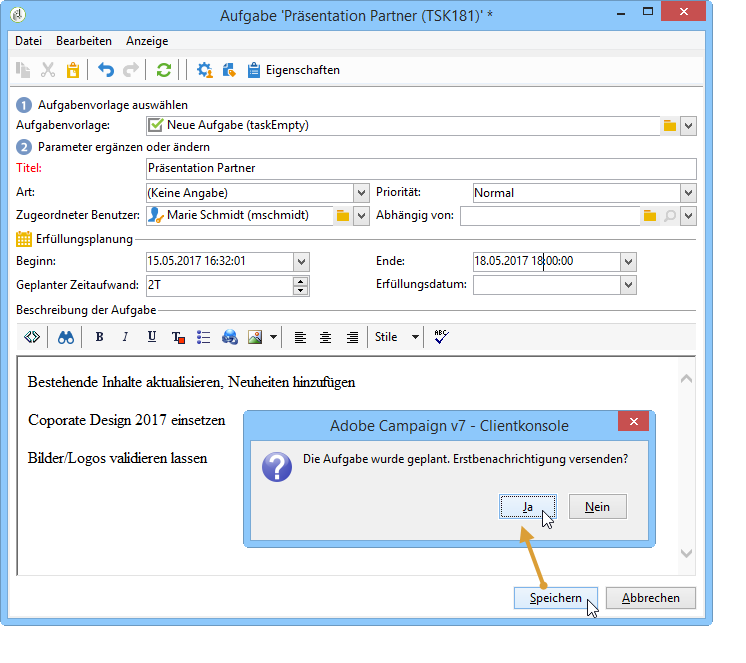 Aufgabe 'Präsentation Partner (TSK181)' *
Datei Bearbeiten Anzeige
Eigenschaften
1 Aufgabenvorlage auswählen
Aufgabenvorlage: Neue Aufgabe (taskEmpty)
2 Parameter ergänzen oder ändern
Titel: Präsentation Partner
Art: (Keine Angabe) Priorität: Normal
Zugeordneter Benutzer: Marie Schmidt (mschmidt) Abhängig von:
Erfüllungsplanung
Beginn: 15.05.2017 16:32:01 Ende: 18.05.2017 18:00:00
Geplanter Zeitaufwand: 2T Erfüllungsdatum:
Beschreibung der Aufgabe
B I U T Stile ABC
Bestehende Inhalte aktualisieren, Neuheiten hinzufügen
Coporate Design 2017 einsetzen
Bilder/Logos validieren lassen
Adobe Campaign v7 - Clientkonsole
Die Aufgabe wurde geplant. Erstbenachrichtigung versenden?
Ja Nein
Speichern Abbrechen